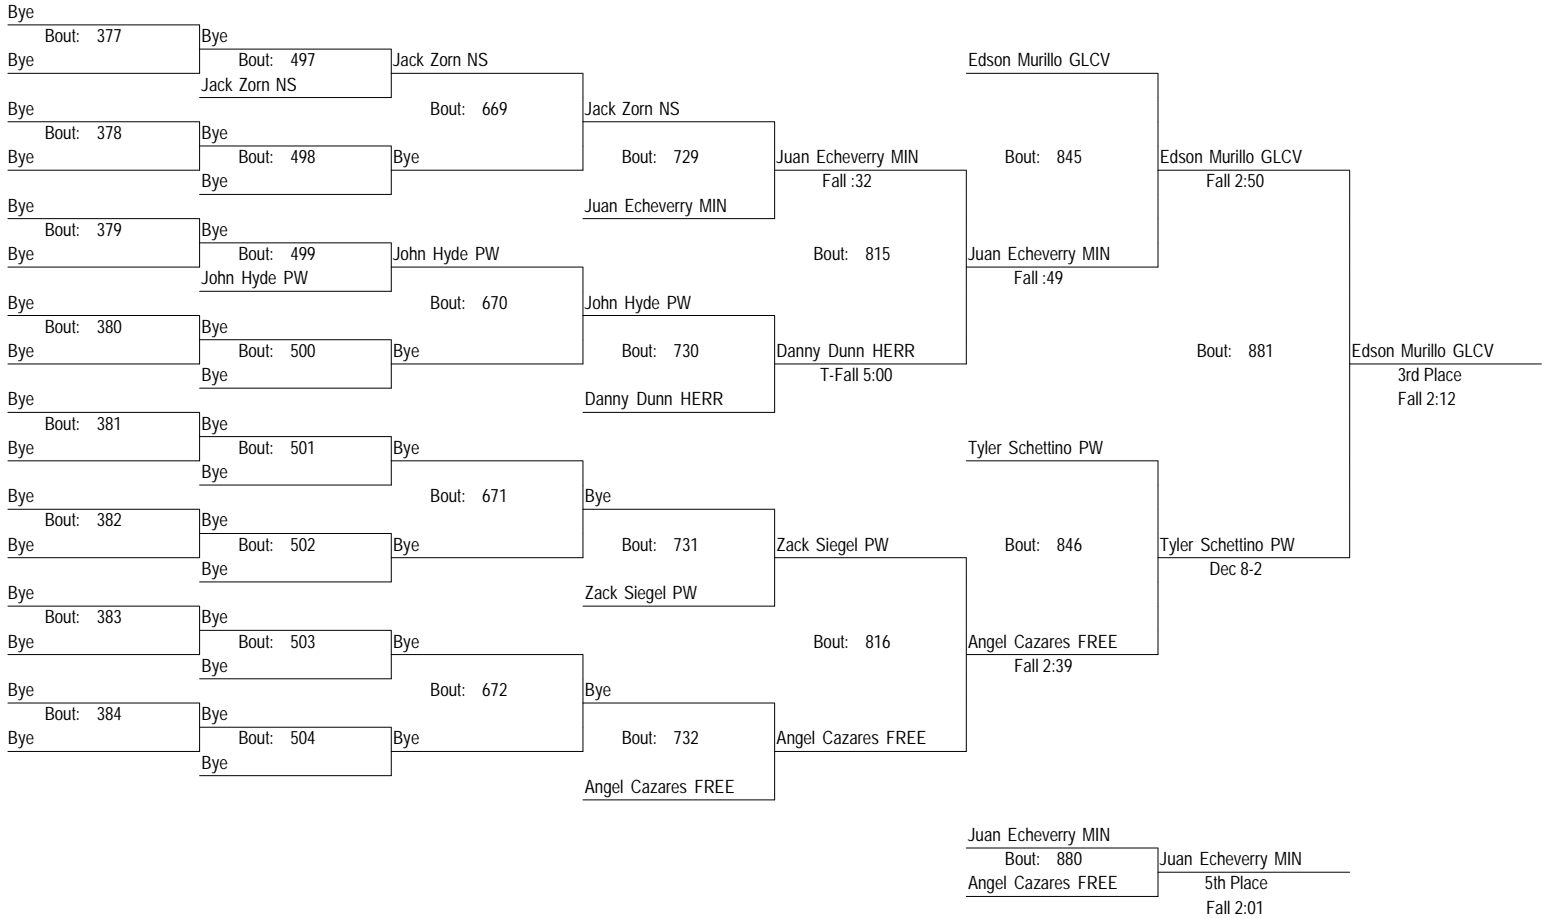 Bye
Bout: 377
Bye
Bye
Bout: 378
Bye
Bye
Bout: 379
Bye
Bye
Bout: 380
Bye
Bye
Bout: 381
Bye
Bye
Bout: 382
Bye
Bye
Bout: 383
Bye
Bye
Bout: 384
Bye
Bye
Bout: 497
Jack Zorn NS
Bye
Bout: 498
Bye
Bye
Bout: 499
John Hyde PW
Bye
Bout: 500
Bye
Bye
Bout: 501
Bye
Bye
Bout: 502
Bye
Bye
Bout: 503
Bye
Bye
Bout: 504
Bye
Jack Zorn NS
Bout: 669
Bye
John Hyde PW
Bout: 670
Bye
Bye
Bout: 671
Bye
Bye
Bout: 672
Bye
Jack Zorn NS
Bout: 729
Juan Echeverry MIN
John Hyde PW
Bout: 730
Danny Dunn HERR
Bye
Bout: 731
Zack Siegel PW
Bye
Bout: 732
Angel Cazares FREE
Juan Echeverry MIN
Fall :32
Bout: 815
Danny Dunn HERR
T-Fall 5:00
Zack Siegel PW
Bout: 816
Angel Cazares FREE
Edson Murillo GLCV
Bout: 845
Juan Echeverry MIN
Fall :49
Tyler Schettino PW
Bout: 846
Angel Cazares FREE
Fall 2:39
Edson Murillo GLCV
Fall 2:50
Bout: 881
Tyler Schettino PW
Dec 8-2
Edson Murillo GLCV
3rd Place
Fall 2:12
Juan Echeverry MIN
Bout: 880
Angel Cazares FREE
Juan Echeverry MIN
5th Place
Fall 2:01